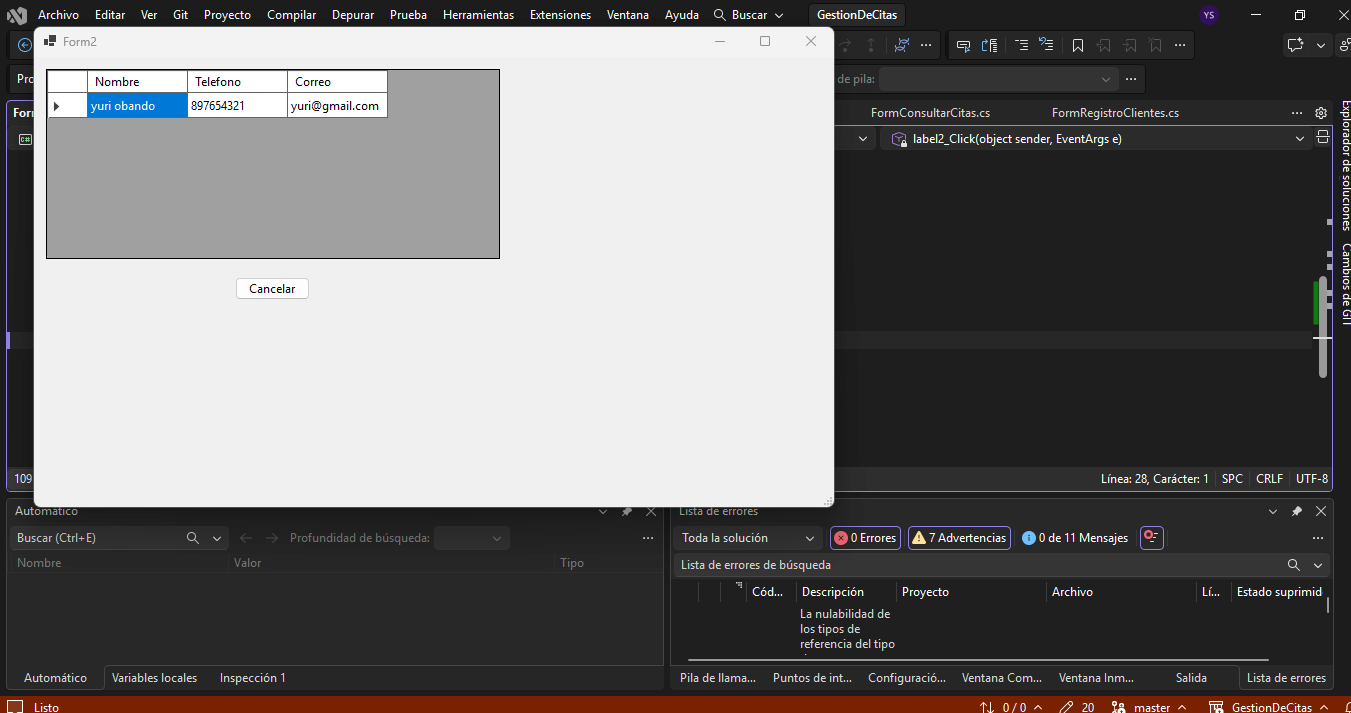 Archivo Editar Ver Git Proyecto Compilar Depurar Prueba Herramientas Extensiones Ventana Ayuda Buscar GestionDeCitas YS
Form2
Nombre Telefono Correo
yuri obando 897654321 yuri@gmail.com
Cancelar
Pro
de pila:
For
FormConsultarCitas.cs FormRegistroClientes.cs
C#
label2_Click(object sender, EventArgs e)
Explorador de soluciones
Cambios de GIT
109
Línea: 28, Carácter: 1 SPC CRLF UTF-8
Automático
Buscar (Ctrl+E) Profundidad de búsqueda:
Nombre Valor Tipo
Automático Variables locales Inspección 1
Lista de errores
Toda la solución 0 Errores 7 Advertencias 0 de 11 Mensajes
Lista de errores de búsqueda
Cód... Descripción Proyecto Archivo Lí... Estado suprimid
La nulabilidad de
los tipos de
referencia del tipo
Pila de llama... Puntos de int... Configuració... Ventana Com... Ventana Inm... Salida Lista de errores
Listo 0 / 0 20 master GestionDeCitas